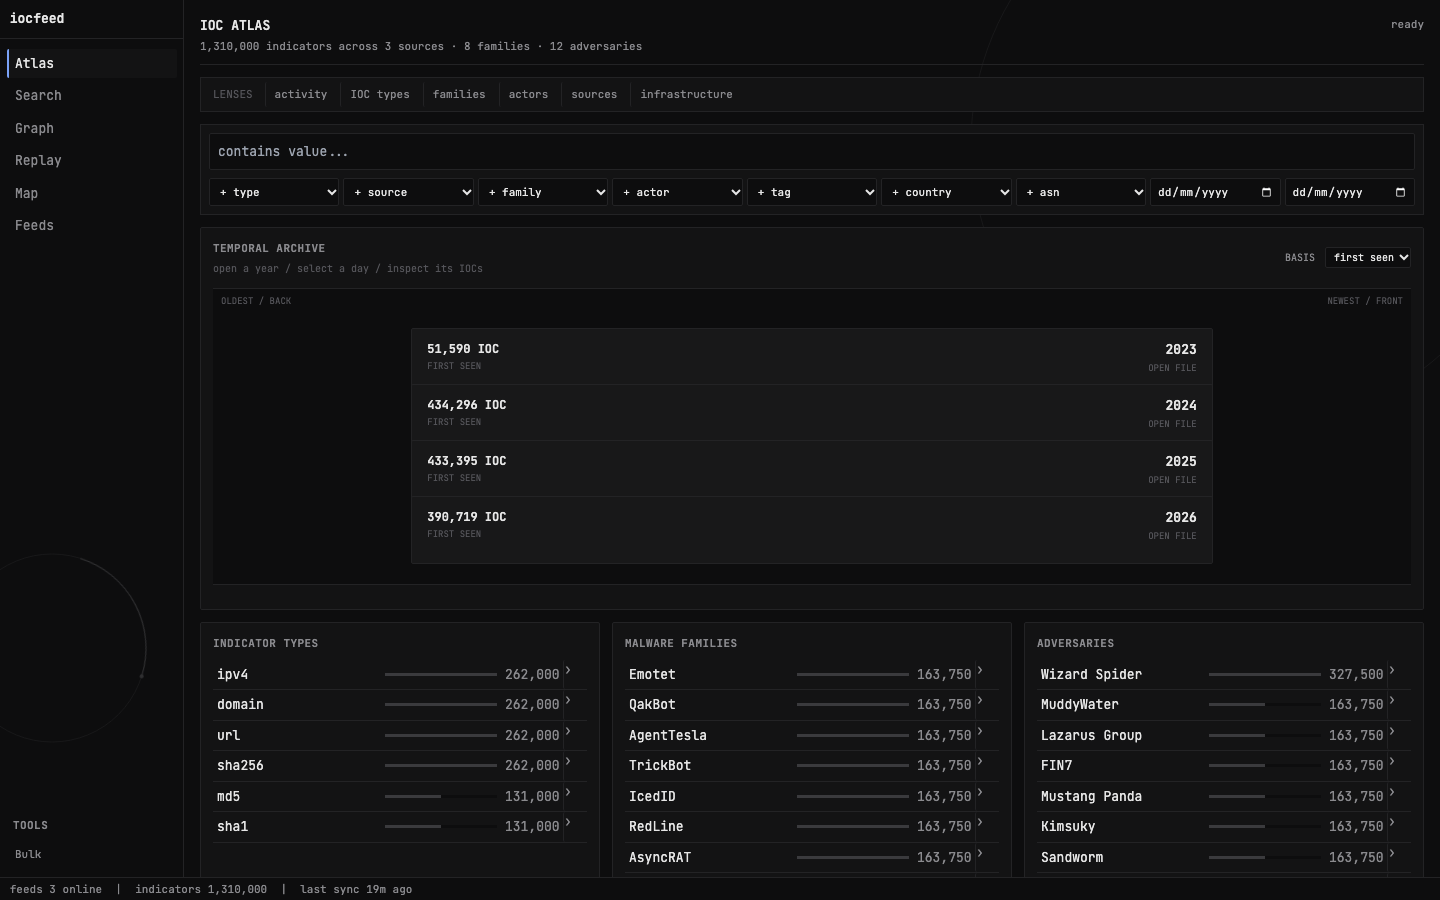 iocfeed
Atlas
Search
Graph
Replay
Map
Feeds
TOOLS
Bulk
IOC ATLAS
1,310,000 indicators across 3 sources · 8 families · 12 adversaries
ready
LENSES activity IOC types families actors sources infrastructure
contains value...
+ type + source + family + actor + tag + country + asn dd/mm/yyyy dd/mm/yyyy
TEMPORAL ARCHIVE
open a year / select a day / inspect its IOCs
BASIS first seen
OLDEST / BACK NEWEST / FRONT
51,590 IOC 2023
FIRST SEEN OPEN FILE
434,296 IOC 2024
FIRST SEEN OPEN FILE
433,395 IOC 2025
FIRST SEEN OPEN FILE
390,719 IOC 2026
FIRST SEEN OPEN FILE
INDICATOR TYPES
ipv4 262,000 ›
domain 262,000 ›
url 262,000 ›
sha256 262,000 ›
md5 131,000 ›
sha1 131,000 ›
MALWARE FAMILIES
Emotet 163,750 ›
QakBot 163,750 ›
AgentTesla 163,750 ›
TrickBot 163,750 ›
IcedID 163,750 ›
RedLine 163,750 ›
AsyncRAT 163,750 ›
ADVERSARIES
Wizard Spider 327,500 ›
MuddyWater 163,750 ›
Lazarus Group 163,750 ›
FIN7 163,750 ›
Mustang Panda 163,750 ›
Kimsuky 163,750 ›
Sandworm 163,750 ›
feeds 3 online | indicators 1,310,000 | last sync 19m ago